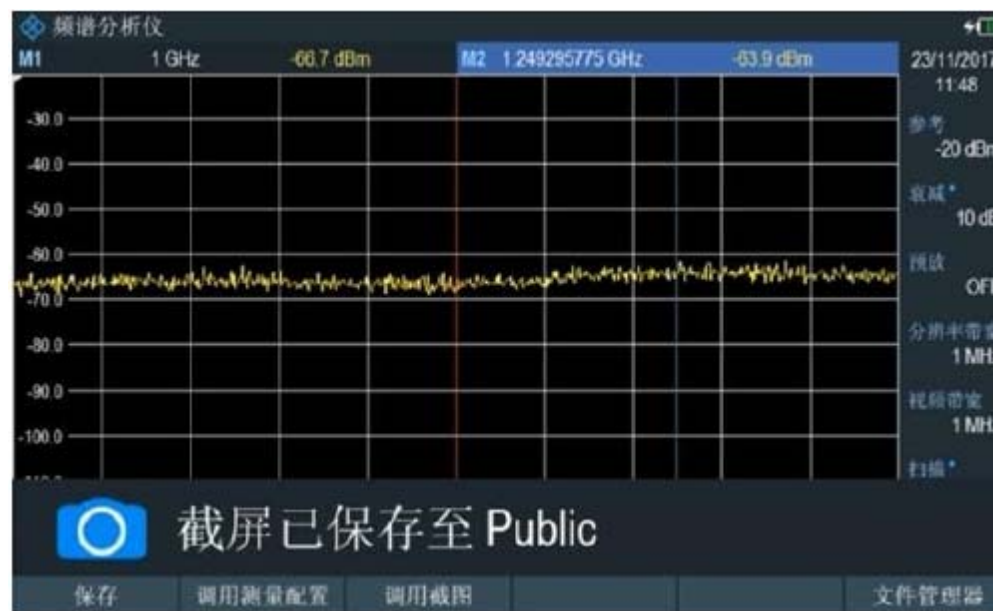 频谱分析仪
M1 1 GHz -66.7 dBm M2 1.249295775 GHz -63.9 dBm
23/11/2017
11:48
参考
-20 dBm
衰减
10 dB
预放
OFF
分辨率带宽
1 MHz
视频带宽
1 MHz
扫描
-30.0
-40.0
-50.0
-60.0
-70.0
-80.0
-90.0
-100.0
截屏已保存至 Public
保存 调用测量配置 调用截图 文件管理器